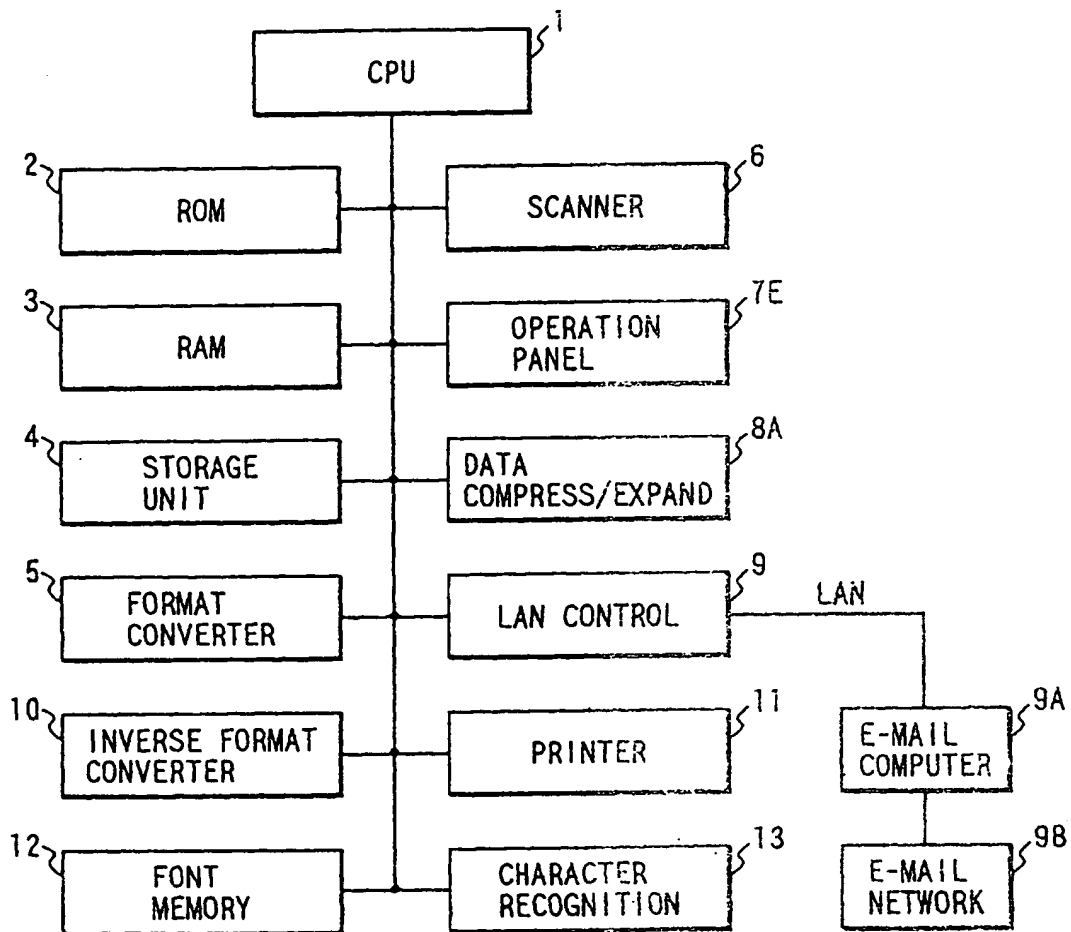 1
CPU
2
ROM
6
SCANNER
3
RAM
7E
OPERATION
PANEL
4
STORAGE
UNIT
8A
DATA
COMPRESS/EXPAND
5
FORMAT
CONVERTER
9
LAN CONTROL
LAN
10
INVERSE FORMAT
CONVERTER
11
PRINTER
9A
E-MAIL
COMPUTER
12
FONT
MEMORY
13
CHARACTER
RECOGNITION
9B
E-MAIL
NETWORK